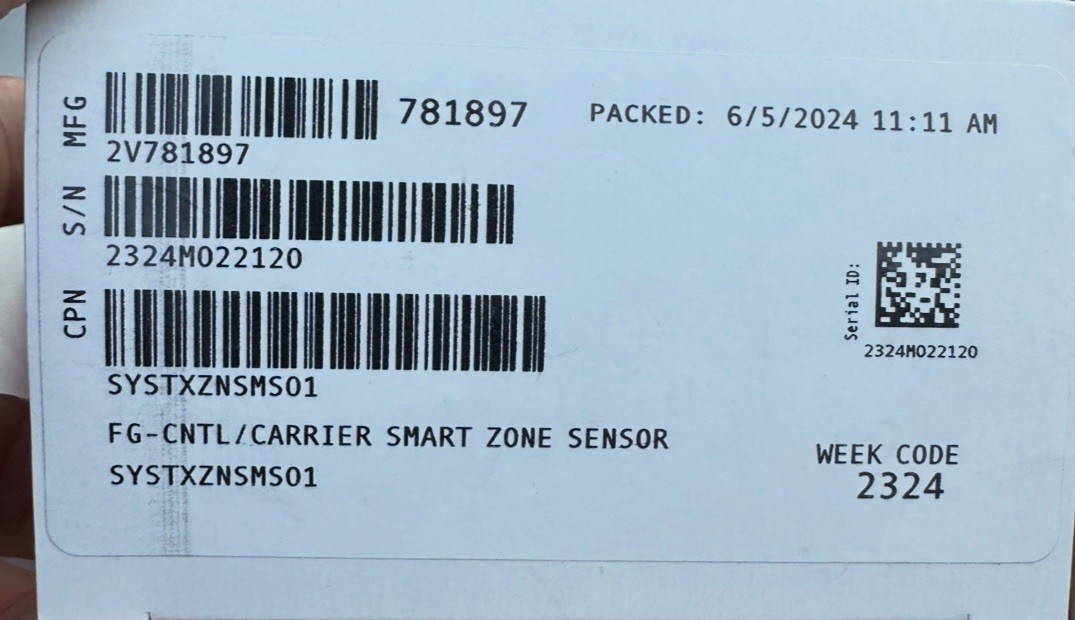 MFG
781897
PACKED: 6/5/2024 11:11 AM
2V781897
S/N
2324M022120
CPN
SYSTXZNSMS01
FG-CNTL/CARRIER SMART ZONE SENSOR
SYSTXZNSMS01
Serial ID:
2324M022120
WEEK CODE
2324